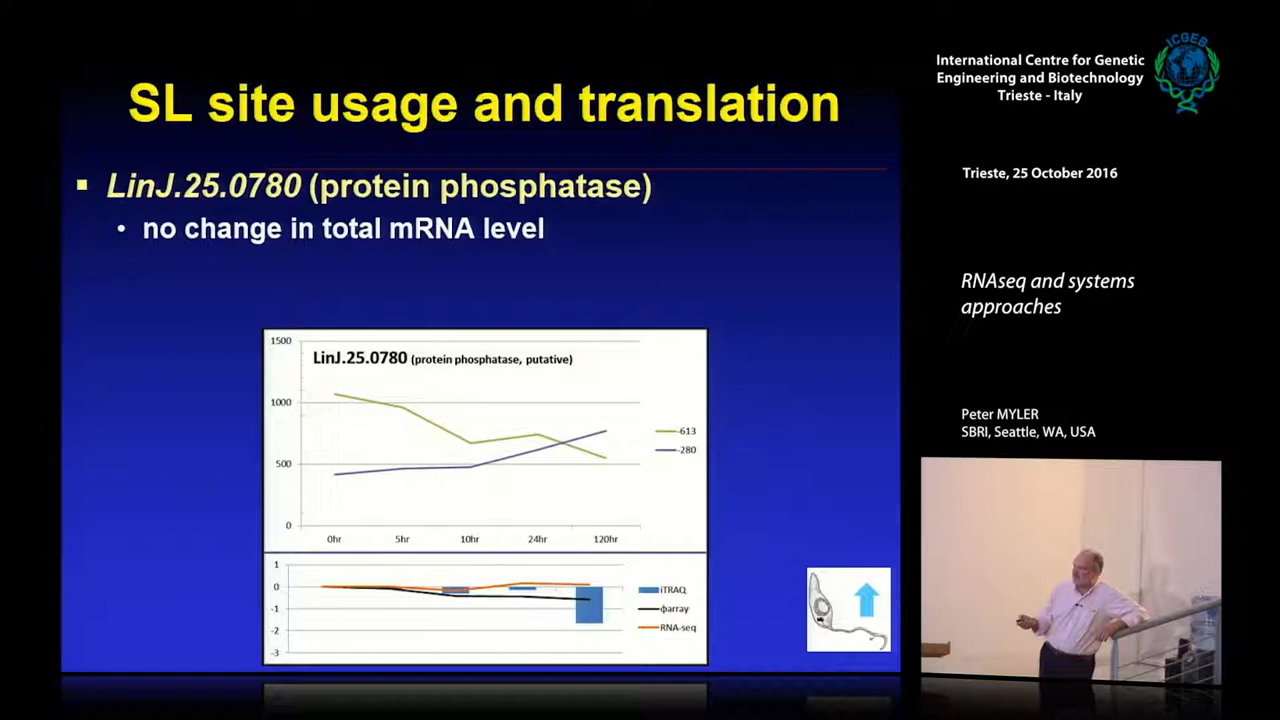 SL site usage and translation
▪ LinJ.25.0780 (protein phosphatase)
• no change in total mRNA level
LinJ.25.0780 (protein phosphatase, putative)
1500
1000
500
0
0hr 5hr 10hr 24hr 120hr
-613
-280
1
0
-1
-2
-3
iTRAQ
φarray
RNA-seq
ICGEB
International Centre for Genetic
Engineering and Biotechnology
Trieste - Italy
Trieste, 25 October 2016
RNAseq and systems
approaches
Peter MYLER
SBRI, Seattle, WA, USA